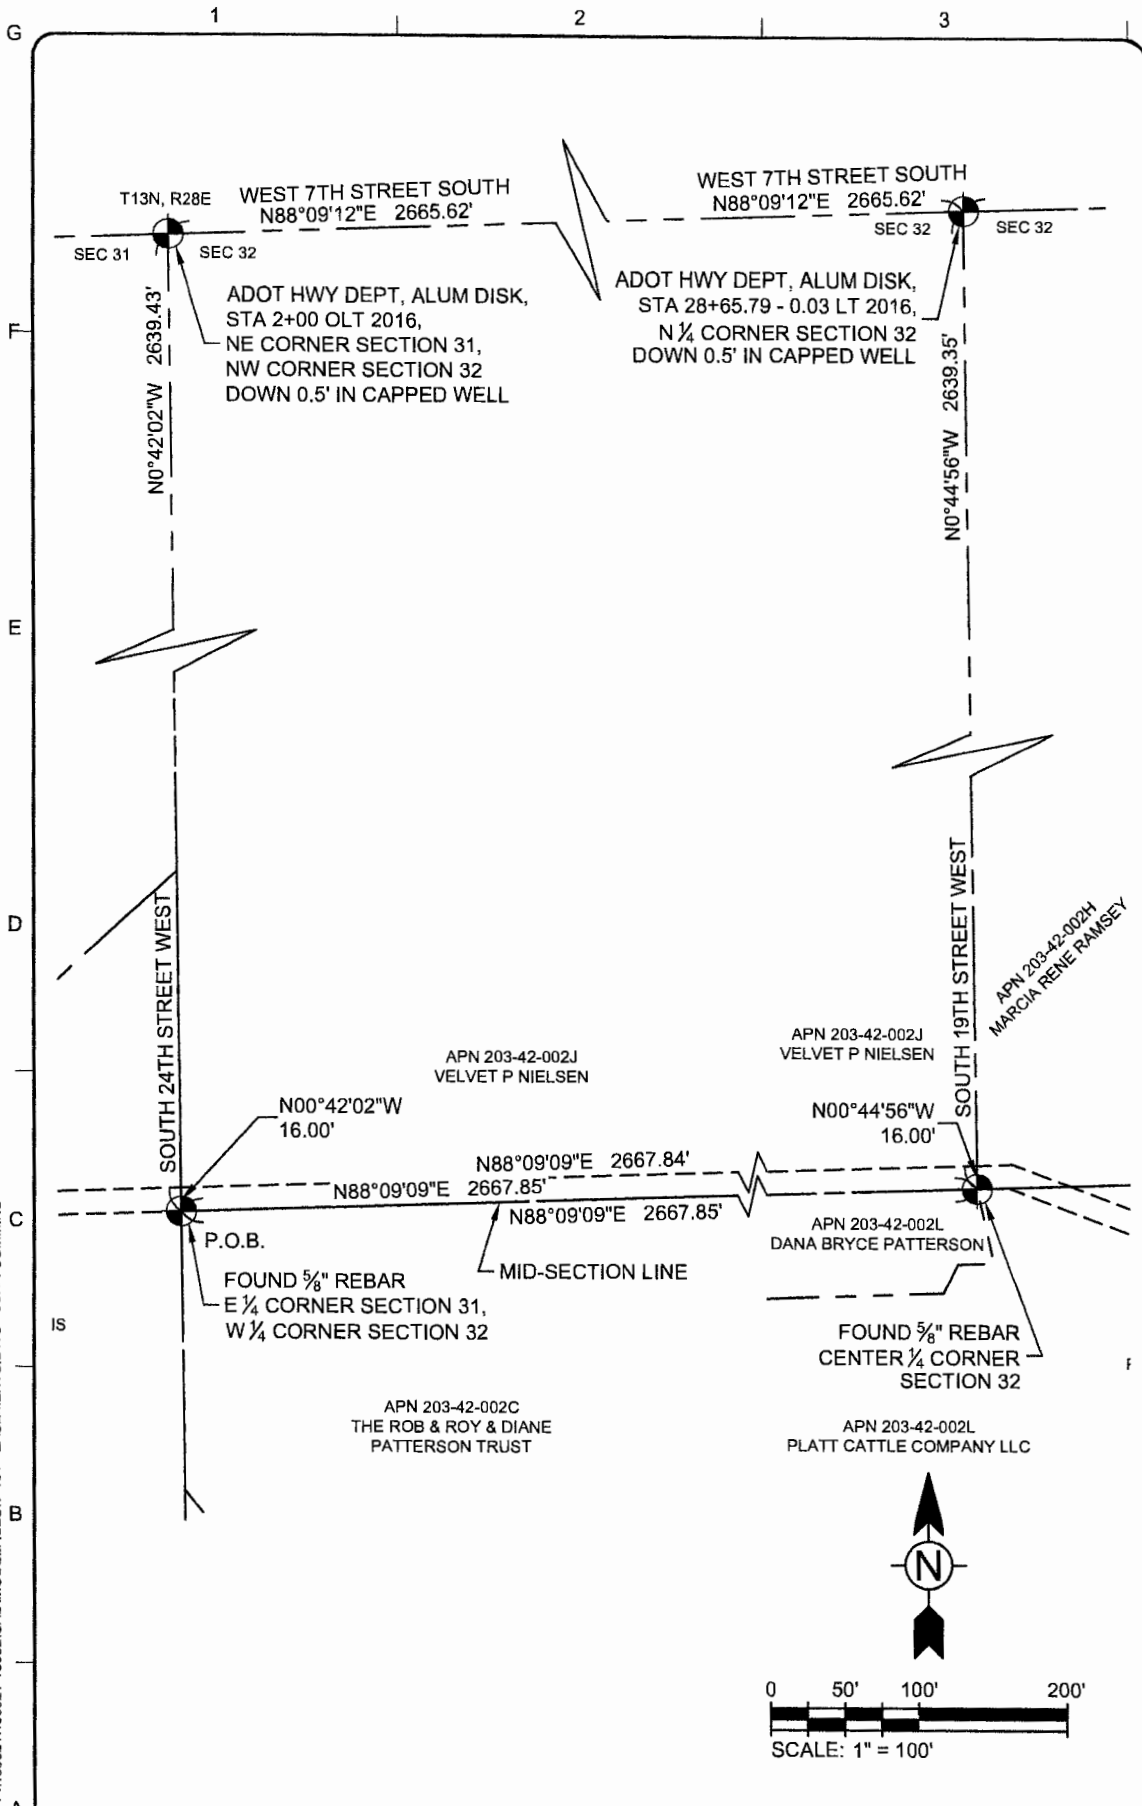 1
2
3
G
T13N, R28E
WEST 7TH STREET SOUTH
N88°09'12"E 2665.62'
WEST 7TH STREET SOUTH
N88°09'12"E 2665.62'
SEC 31
SEC 32
SEC 32
SEC 32
N0°42'02"W 2639.43'
ADOT HWY DEPT, ALUM DISK,
STA 2+00 OLT 2016,
NE CORNER SECTION 31,
NW CORNER SECTION 32
DOWN 0.5' IN CAPPED WELL
ADOT HWY DEPT, ALUM DISK,
STA 28+65.79 - 0.03 LT 2016,
N ¼ CORNER SECTION 32
DOWN 0.5' IN CAPPED WELL
N0°44'56"W 2639.35'
F
E
D
SOUTH 24TH STREET WEST
SOUTH 19TH STREET WEST
APN 203-42-002H
MARCIA RENE RAMSEY
APN 203-42-002J
VELVET P NIELSEN
APN 203-42-002J
VELVET P NIELSEN
N00°42'02"W
16.00'
N00°44'56"W
16.00'
N88°09'09"E 2667.84'
N88°09'09"E 2667.85'
N88°09'09"E 2667.85'
C
P.O.B.
APN 203-42-002L
DANA BRYCE PATTERSON
MID-SECTION LINE
FOUND ⅝" REBAR
E ¼ CORNER SECTION 31,
W ¼ CORNER SECTION 32
IS
FOUND ⅝" REBAR
CENTER ¼ CORNER
SECTION 32
APN 203-42-002C
THE ROB & ROY & DIANE
PATTERSON TRUST
APN 203-42-002L
PLATT CATTLE COMPANY LLC
B
N
0 50' 100' 200'
SCALE: 1" = 100'